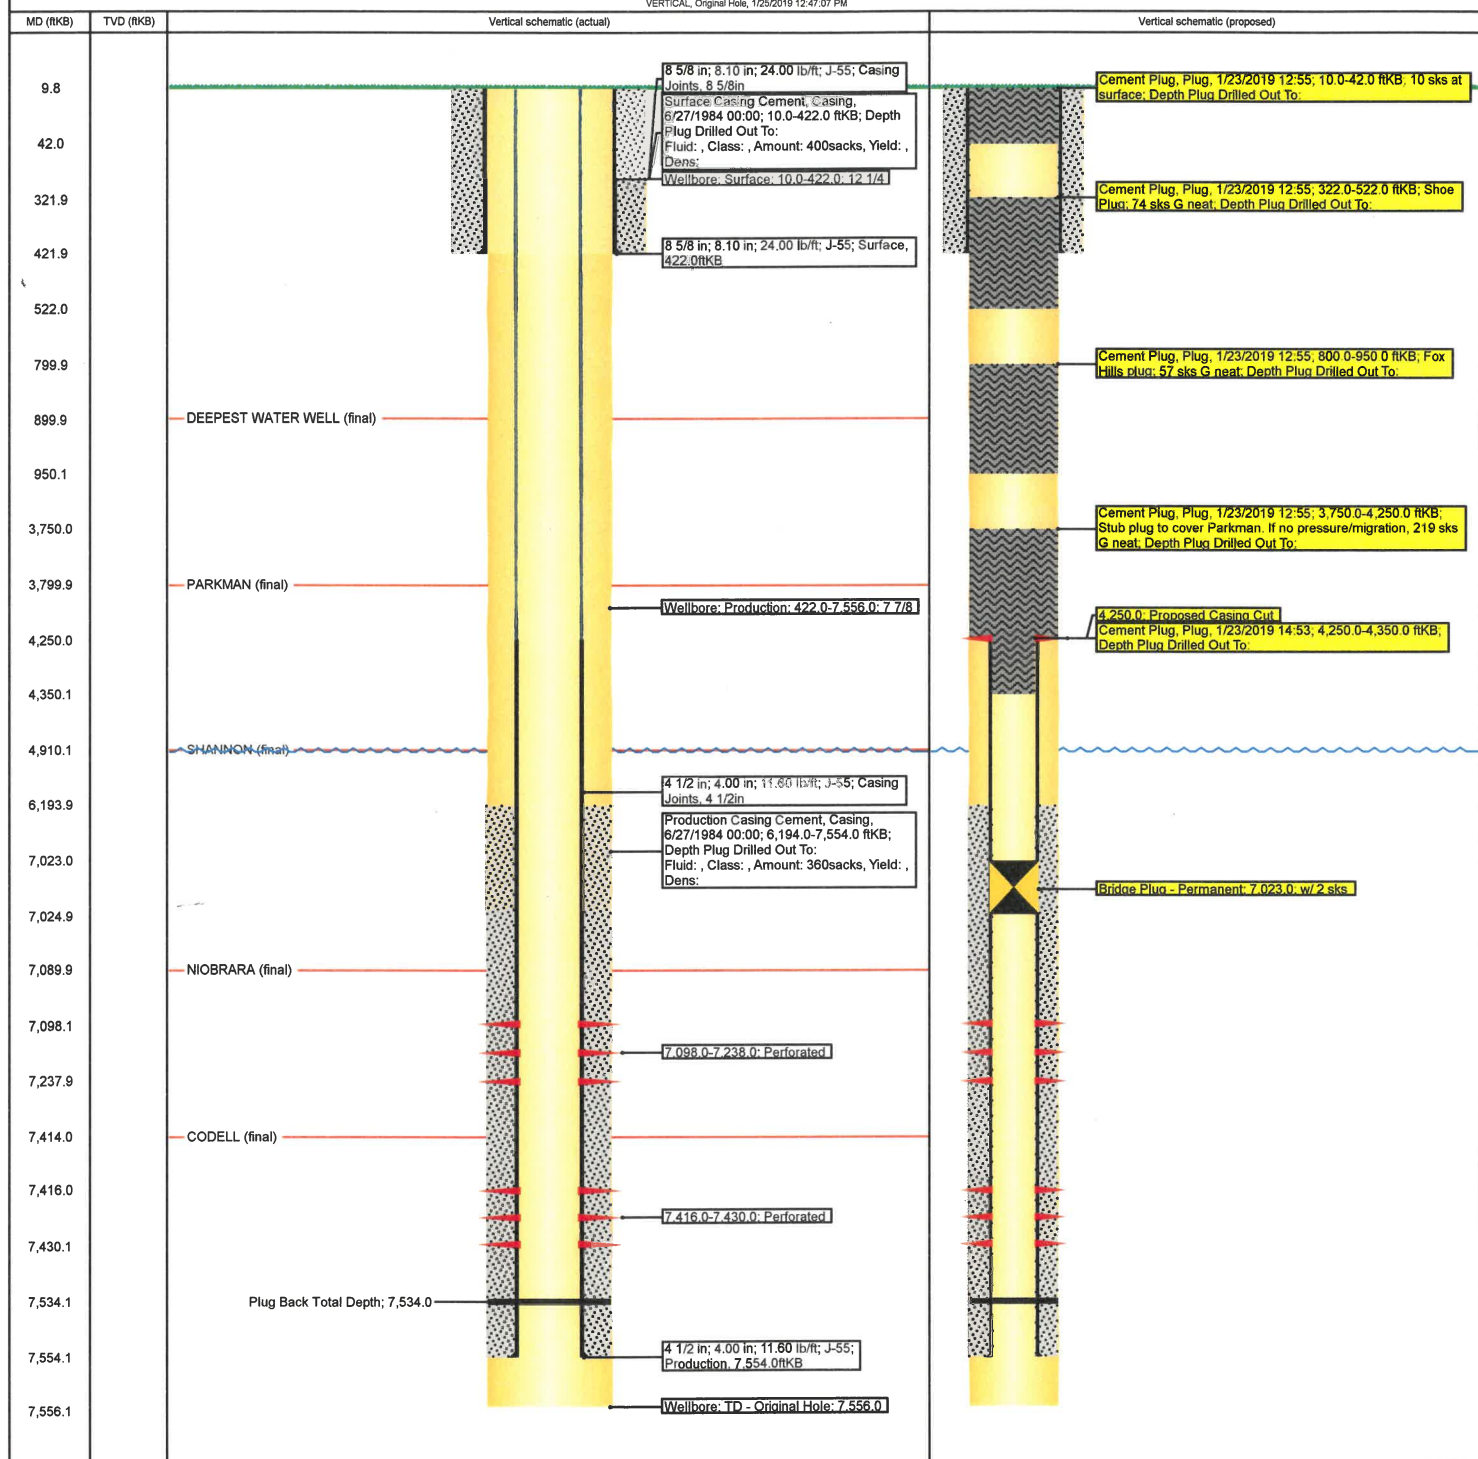 VERTICAL, Original Hole, 1/25/2019 12:47:07 PM
MD (ftKB)
TVD (ftKB)
Vertical schematic (actual)
Vertical schematic (proposed)
9.8
42.0
321.9
421.9
522.0
799.9
899.9
950.1
3,750.0
3,799.9
4,250.0
4,350.1
4,910.1
6,193.9
7,023.0
7,024.9
7,089.9
7,098.1
7,237.9
7,414.0
7,416.0
7,430.1
7,534.1
7,554.1
7,556.1
DEEPEST WATER WELL (final)
PARKMAN (final)
SHANNON (final)
NIOBRARA (final)
CODELL (final)
Plug Back Total Depth; 7,534.0
8 5/8 in; 8.10 in; 24.00 lb/ft; J-55; Casing
Joints, 8 5/8in
Surface Casing Cement, Casing,
6/27/1984 00:00; 10.0-422.0 ftKB; Depth
Plug Drilled Out To:
Fluid: , Class: , Amount: 400sacks, Yield: ,
Dens:
Wellbore: Surface: 10.0-422.0: 12 1/4
8 5/8 in; 8.10 in; 24.00 lb/ft; J-55; Surface,
422.0ftKB
Wellbore: Production: 422.0-7,556.0: 7 7/8
4 1/2 in; 4.00 in; 11.60 lb/ft; J-55; Casing
Joints, 4 1/2in
Production Casing Cement, Casing,
6/27/1984 00:00; 6,194.0-7,554.0 ftKB;
Depth Plug Drilled Out To:
Fluid: , Class: , Amount: 360sacks, Yield: ,
Dens:
7,098.0-7,238.0: Perforated
7,416.0-7,430.0: Perforated
4 1/2 in; 4.00 in; 11.60 lb/ft; J-55;
Production, 7,554.0ftKB
Wellbore: TD - Original Hole: 7,556.0
Cement Plug, Plug, 1/23/2019 12:55; 10.0-42.0 ftKB, 10 sks at
surface; Depth Plug Drilled Out To:
Cement Plug, Plug, 1/23/2019 12:55; 322.0-522.0 ftKB; Shoe
Plug; 74 sks G neat; Depth Plug Drilled Out To:
Cement Plug, Plug, 1/23/2019 12:55; 800.0-950.0 ftKB; Fox
Hills plug; 57 sks G neat; Depth Plug Drilled Out To:
Cement Plug, Plug, 1/23/2019 12:55; 3,750.0-4,250.0 ftKB;
Stub plug to cover Parkman. If no pressure/migration, 219 sks
G neat; Depth Plug Drilled Out To:
4,250.0; Proposed Casing Cut
Cement Plug, Plug, 1/23/2019 14:53; 4,250.0-4,350.0 ftKB;
Depth Plug Drilled Out To:
Bridge Plug - Permanent; 7,023.0; w/ 2 sks